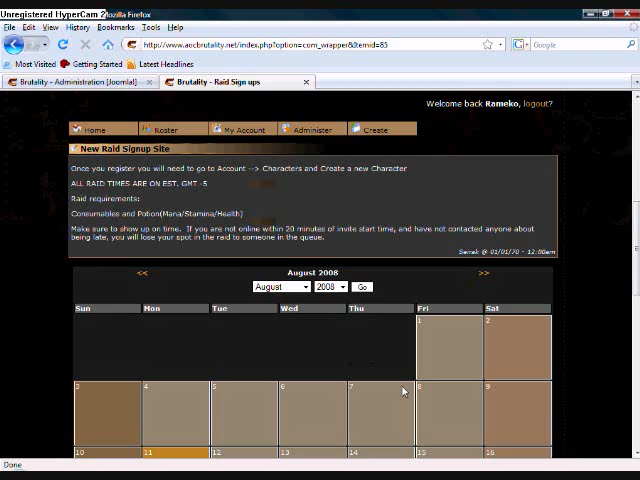 Unregistered HyperCam 2
Mozilla Firefox
File Edit View History Bookmarks Tools Help
http://www.aocbrutality.net/index.php?option=com_wrapper&Itemid=85
Google
Most Visited Getting Started Latest Headlines
Brutality - Administration [Joomla!]
Brutality - Raid Sign ups
Welcome back Rameko, logout?
Home Roster My Account Administer Create
New Raid Signup Site
Once you register you will need to go to Account --> Characters and Create a new Character
ALL RAID TIMES ARE ON EST. GMT -5
Raid requirements:
Consumables and Potion(Mana/Stamina/Health)
Make sure to show up on time. If you are not online within 20 minutes of invite start time, and have not contacted anyone about
being late, you will lose your spot in the raid to someone in the queue.
@ 01/01/70 - 12:00am
<< August 2008 >>
August 2008 Go
Sun Mon Tue Wed Thu Fri Sat
1 2
3 4 5 6 7 8 9
10 11 12 13 14 15 16
Done